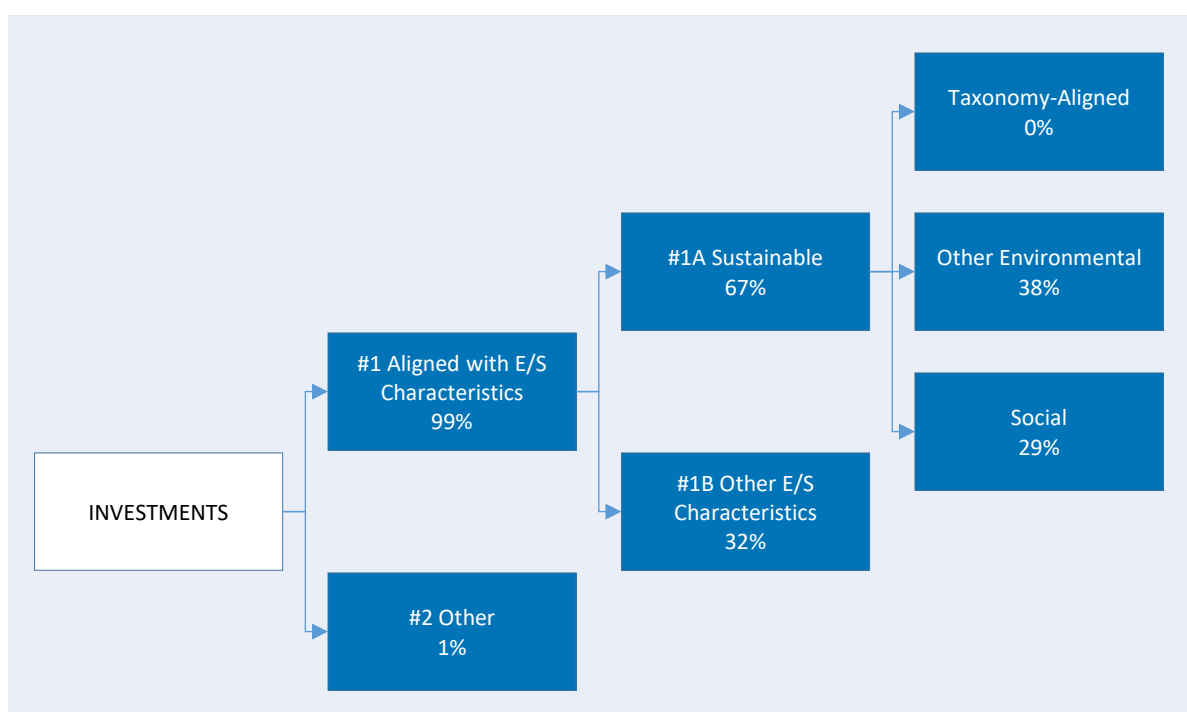 INVESTMENTS
#1 Aligned with E/S
Characteristics
99%
#2 Other
1%
#1A Sustainable
67%
#1B Other E/S
Characteristics
32%
Taxonomy-Aligned
0%
Other Environmental
38%
Social
29%